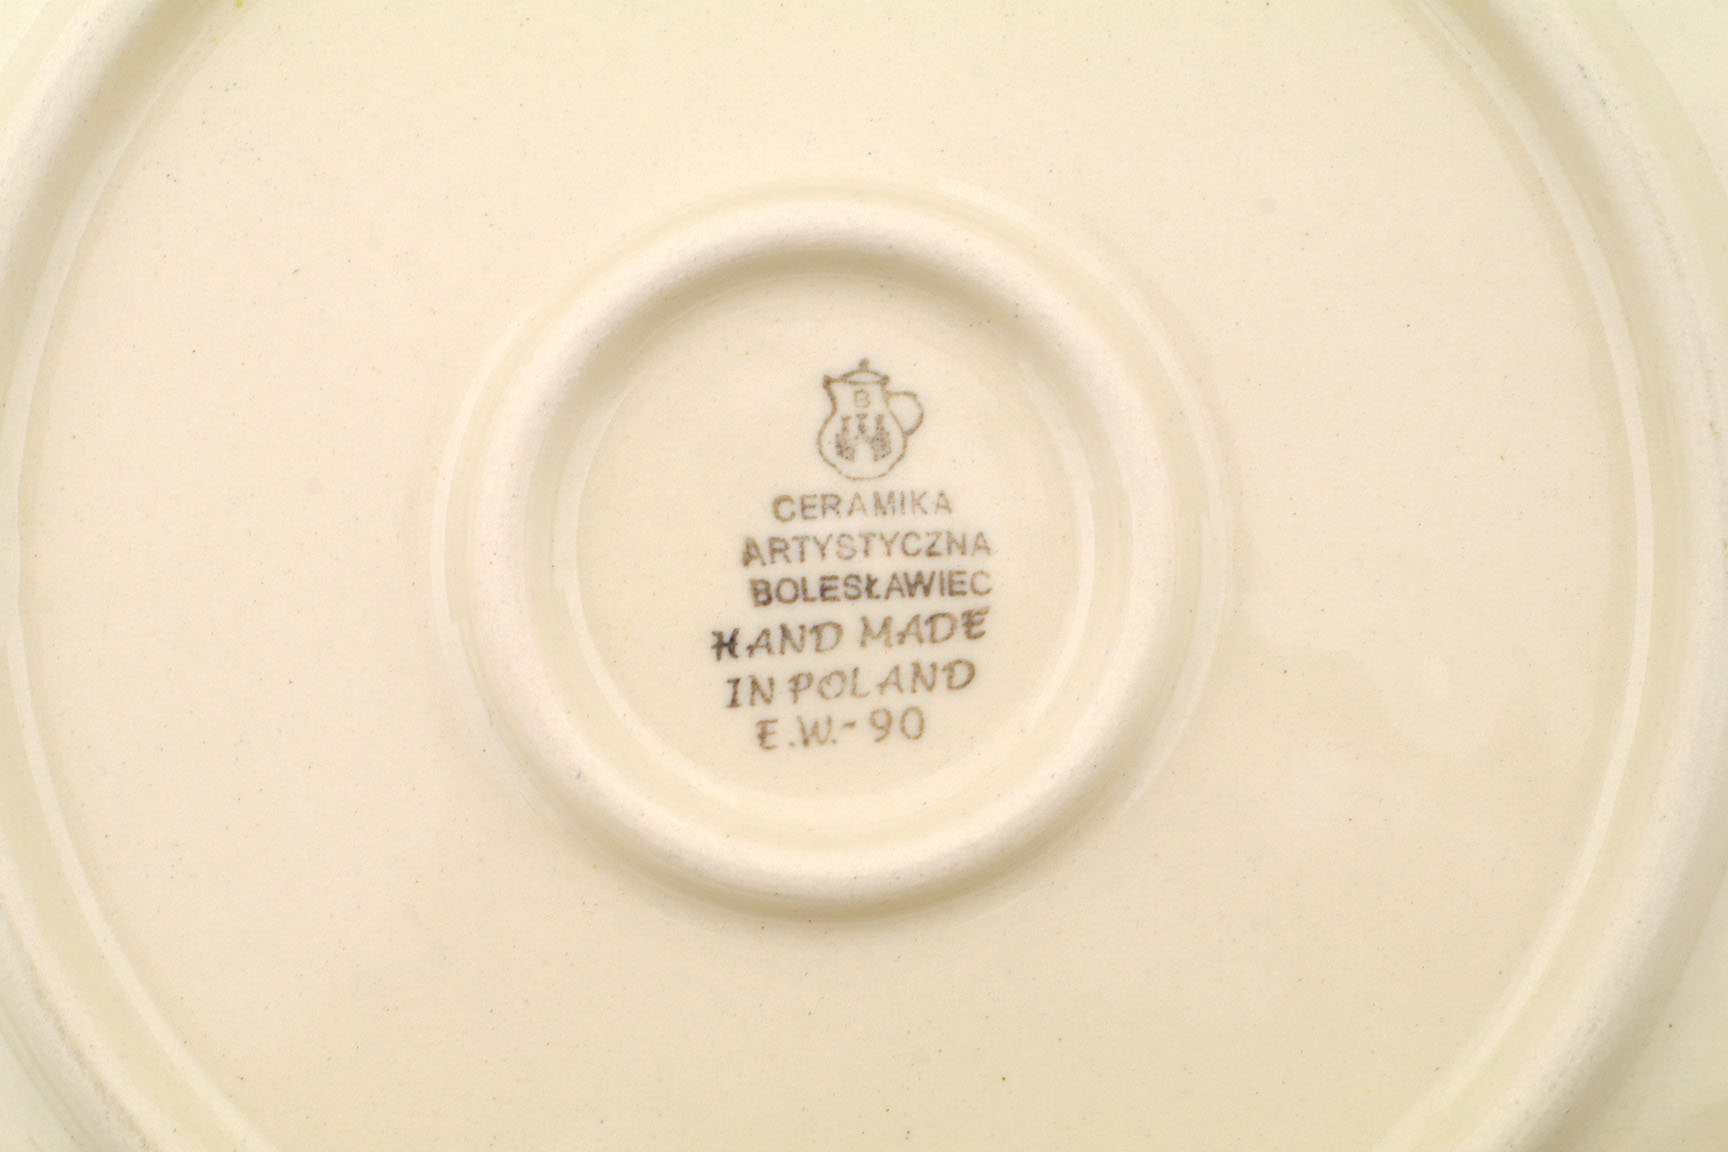 B
CERAMIKA
ARTYSTYCZNA
BOLESŁAWIEC
HAND MADE
IN POLAND
E.W.-90